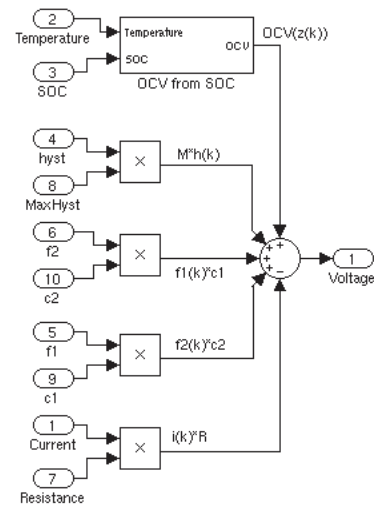 2
Temperature
3
SOC
Temperature
SOC
OCV
OCV from SOC
OCV(z(k))
4
hyst
8
MaxHyst
×
M*h(k)
6
f2
10
c2
×
f1(k)*c1
5
f1
9
c1
×
f2(k)*c2
1
Current
7
Resistance
×
i(k)*R
+
+
+
+
−
1
Voltage